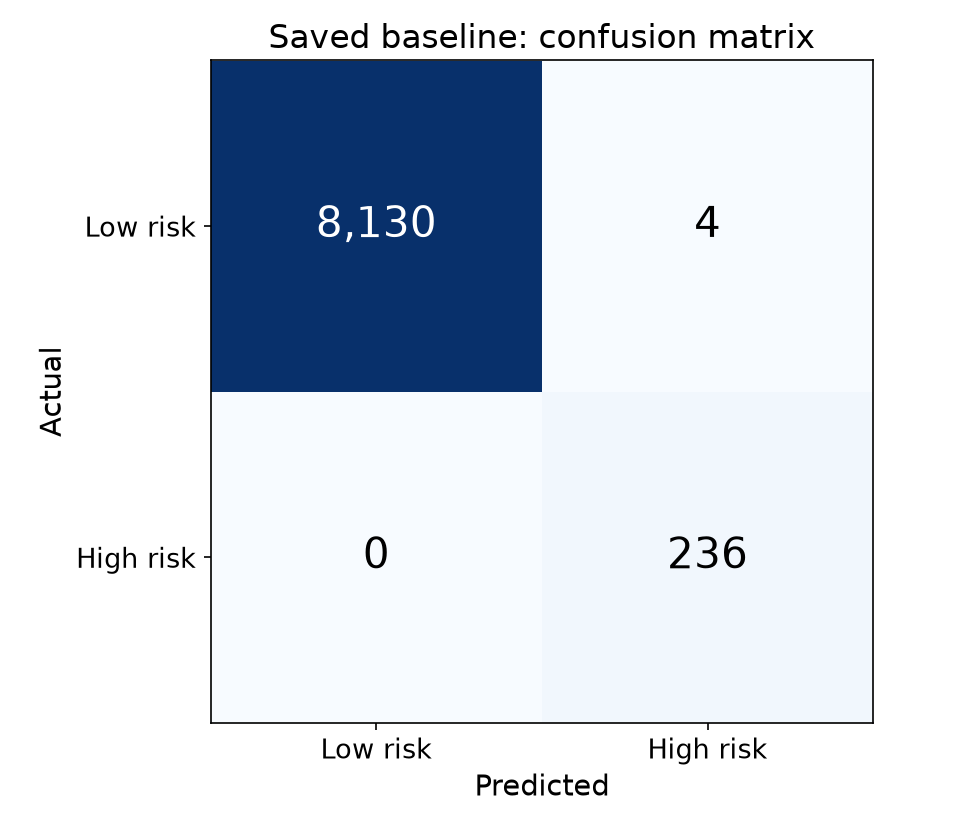 Saved baseline: confusion matrix
Actual
Low risk
8,130
4
High risk
0
236
Low risk
High risk
Predicted